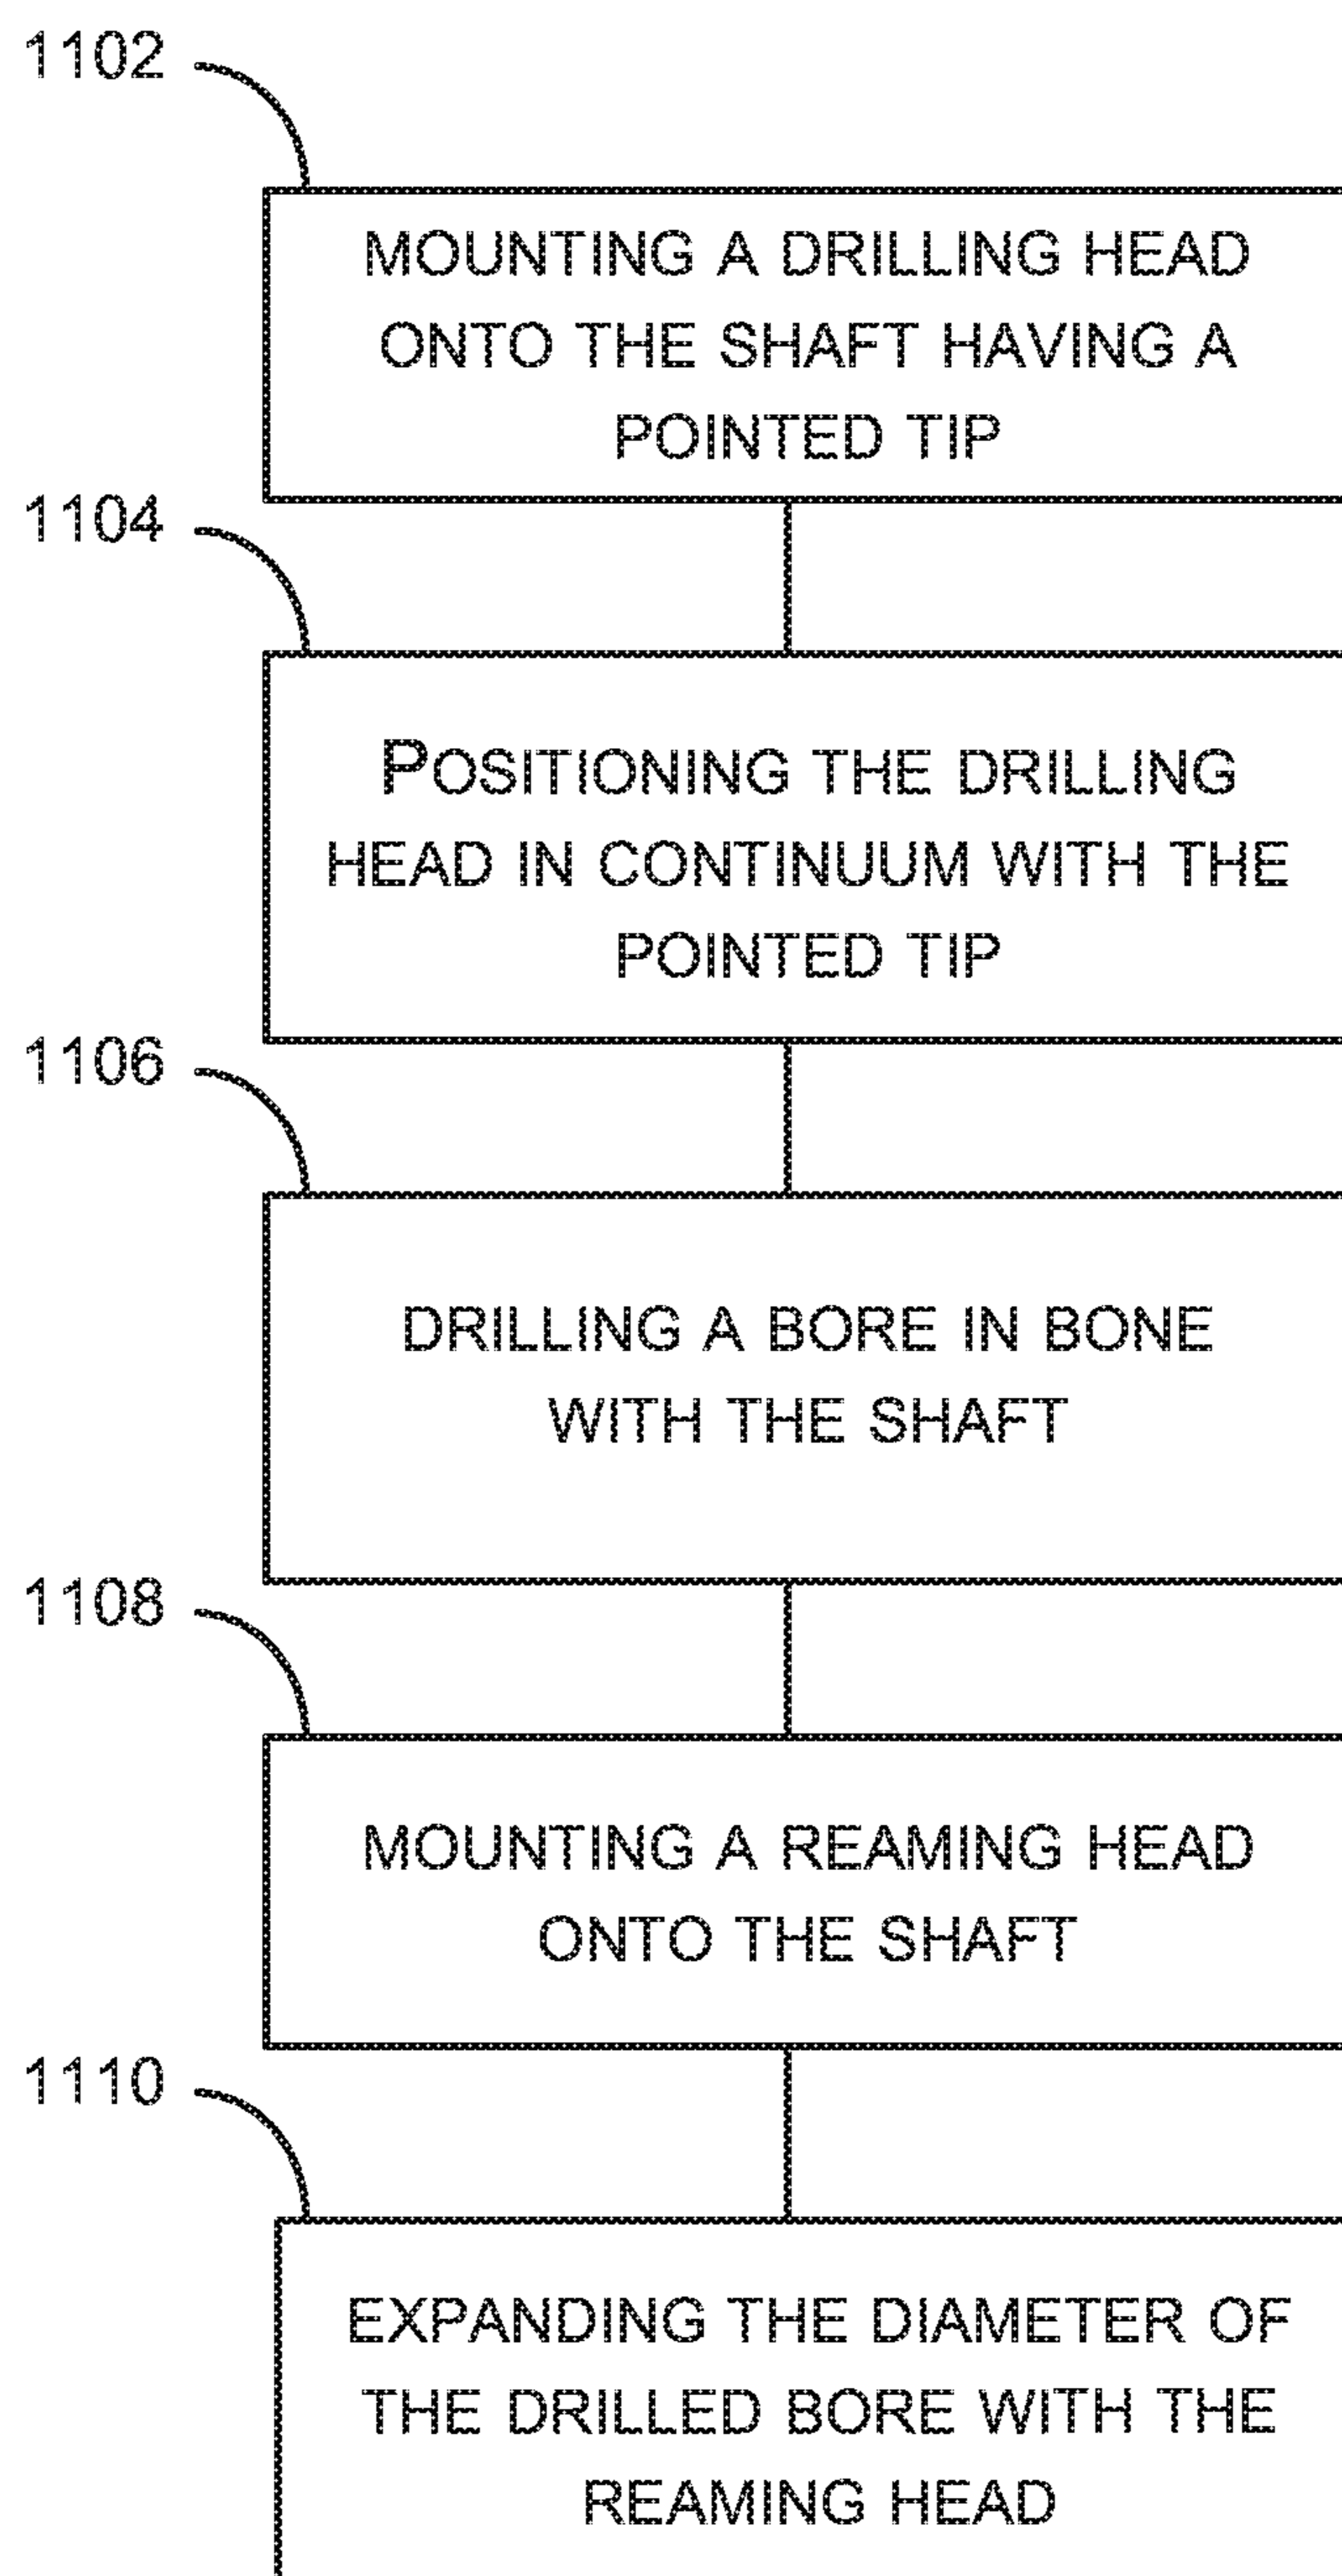 1102
MOUNTING A DRILLING HEAD
ONTO THE SHAFT HAVING A
POINTED TIP
1104
POSITIONING THE DRILLING
HEAD IN CONTINUUM WITH THE
POINTED TIP
1106
DRILLING A BORE IN BONE
WITH THE SHAFT
1108
MOUNTING A REAMING HEAD
ONTO THE SHAFT
1110
EXPANDING THE DIAMETER OF
THE DRILLED BORE WITH THE
REAMING HEAD